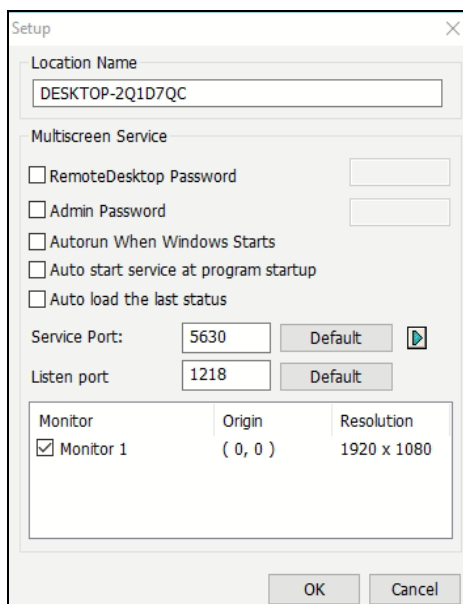 Setup
Location Name
DESKTOP-2Q1D7QC
Multiscreen Service
RemoteDesktop Password
Admin Password
Autorun When Windows Starts
Auto start service at program startup
Auto load the last status
Service Port: 5630 Default
Listen port 1218 Default
Monitor Origin Resolution
Monitor 1 ( 0, 0 ) 1920 x 1080
OK Cancel